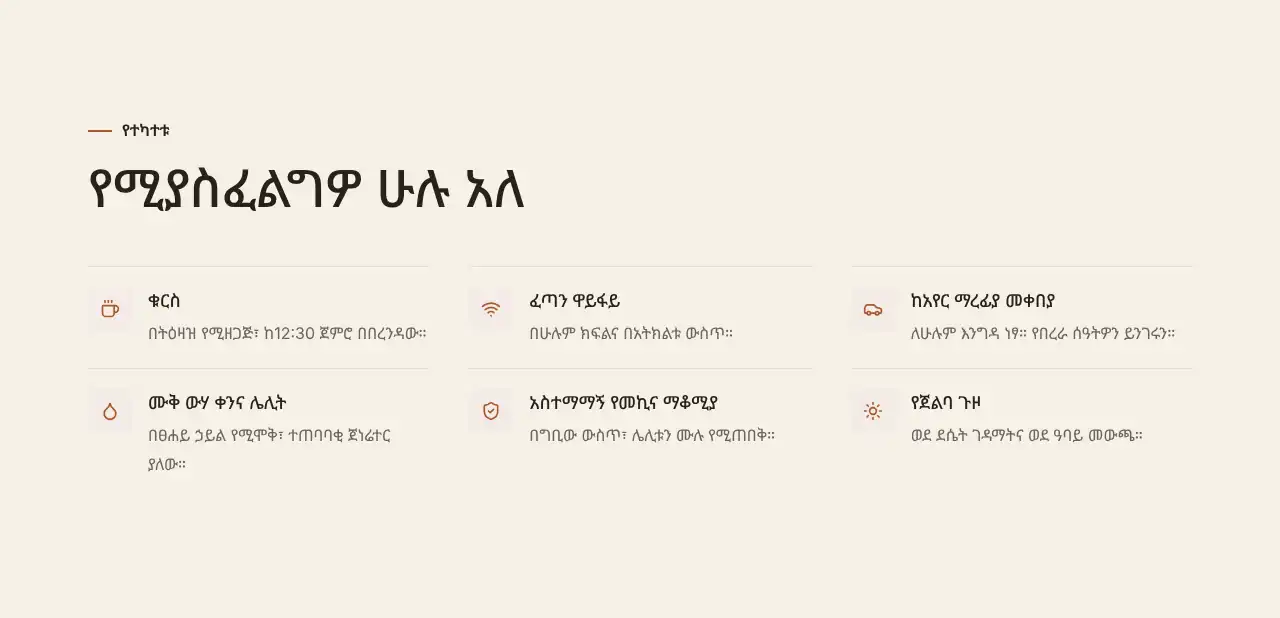 የተካተቱ
የሚያስፈልግዎ ሁሉ አለ
ቁርስ
በትዕዛዝ የሚዘጋጅ፣ ከ12:30 ጀምሮ በበረንዳው።
ፈጣን ዋይፋይ
በሁሉም ክፍልና በአትክልቱ ውስጥ።
ከአየር ማረፊያ መቀበያ
ለሁሉም እንግዳ ነፃ። የበረራ ሰዓትዎን ይንገሩን።
ሙቅ ውሃ ቀንና ሌሊት
በፀሐይ ኃይል የሚሞቅ፣ ተጠባባቂ ጀነሬተር
ያለው።
አስተማማኝ የመኪና ማቆሚያ
በግቢው ውስጥ፣ ሌሊቱን ሙሉ የሚጠበቅ።
የጀልባ ጉዞ
ወደ ደሴት ገዳማትና ወደ ዓባይ መውጫ።